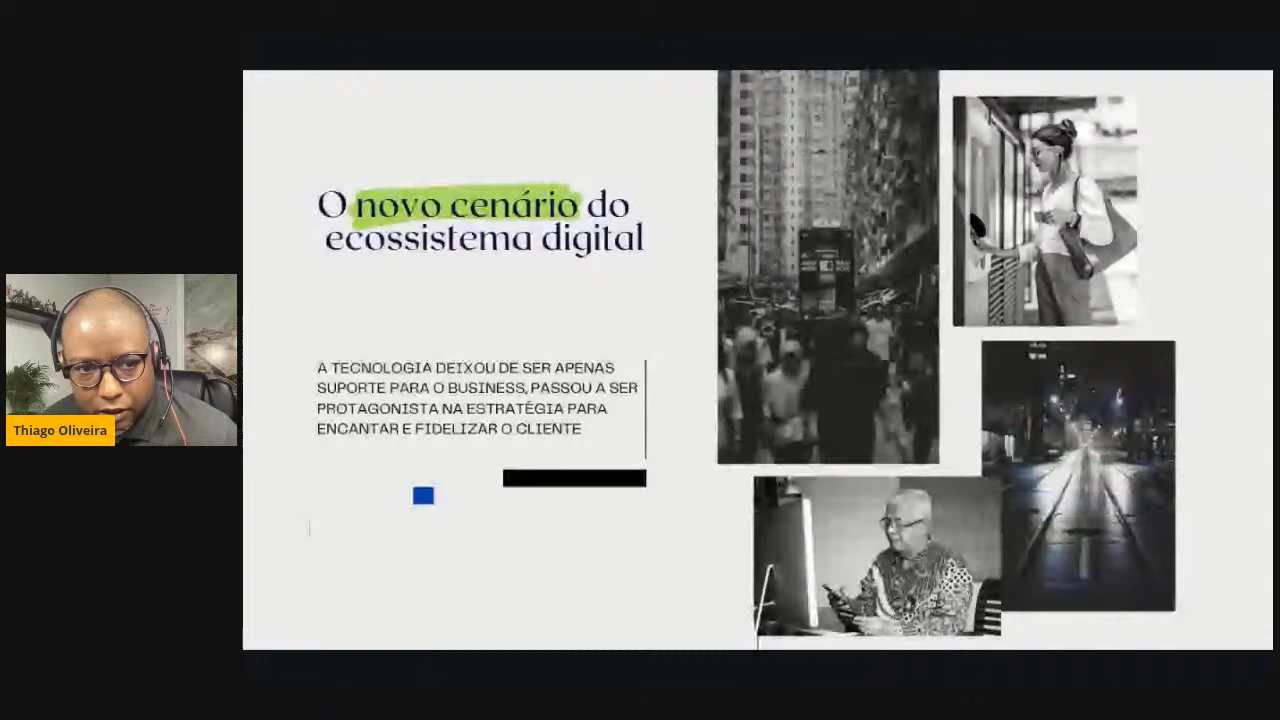 O novo cenário do
ecossistema digital
A TECNOLOGIA DEIXOU DE SER APENAS
SUPORTE PARA O BUSINESS, PASSOU A SER
PROTAGONISTA NA ESTRATÉGIA PARA
ENCANTAR E FIDELIZAR O CLIENTE
Thiago Oliveira